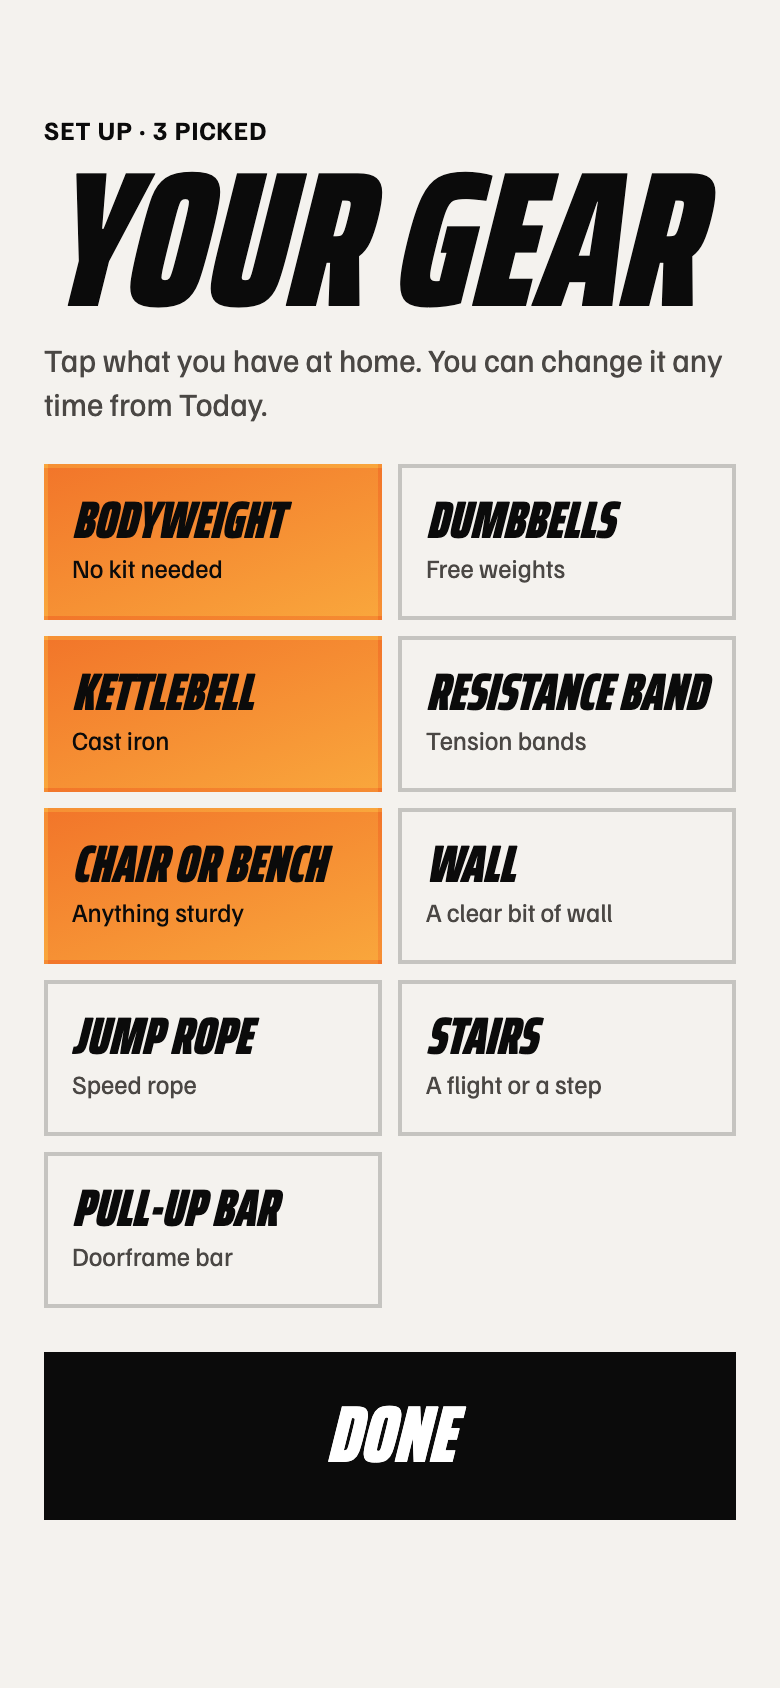 SET UP · 3 PICKED
YOUR GEAR
Tap what you have at home. You can change it any
time from Today.
BODYWEIGHT
No kit needed
DUMBBELLS
Free weights
KETTLEBELL
Cast iron
RESISTANCE BAND
Tension bands
CHAIR OR BENCH
Anything sturdy
WALL
A clear bit of wall
JUMP ROPE
Speed rope
STAIRS
A flight or a step
PULL-UP BAR
Doorframe bar
DONE